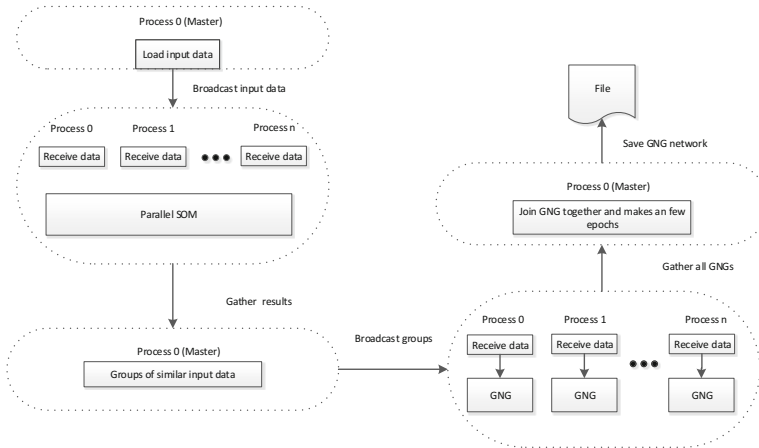 Process 0 (Master)
Load input data
Broadcast input data
Process 0
Process 1
Process n
Receive data
Receive data
Receive data
Parallel SOM
Gather results
Process 0 (Master)
Groups of similar input data
Broadcast groups
Process 0
Process 1
Process n
Receive data
Receive data
Receive data
GNG
GNG
GNG
Gather all GNGs
Process 0 (Master)
Join GNG together and makes an few
epochs
Save GNG network
File